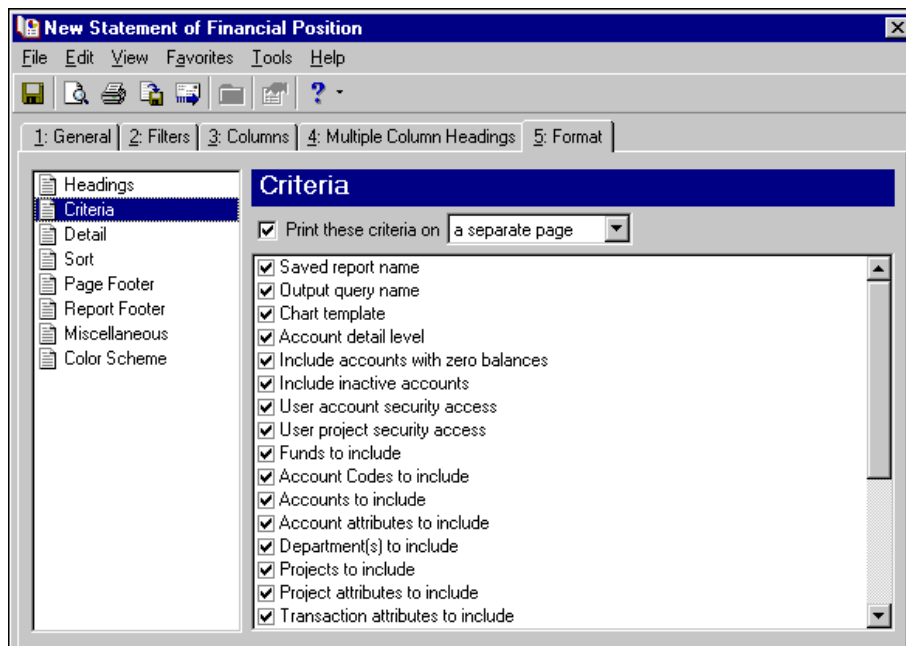 New Statement of Financial Position
File Edit View Favorites Tools Help
1: General 2: Filters 3: Columns 4: Multiple Column Headings 5: Format
Headings
Criteria
Detail
Sort
Page Footer
Report Footer
Miscellaneous
Color Scheme
Criteria
Print these criteria on a separate page
Saved report name
Output query name
Chart template
Account detail level
Include accounts with zero balances
Include inactive accounts
User account security access
User project security access
Funds to include
Account Codes to include
Accounts to include
Account attributes to include
Department(s) to include
Projects to include
Project attributes to include
Transaction attributes to include